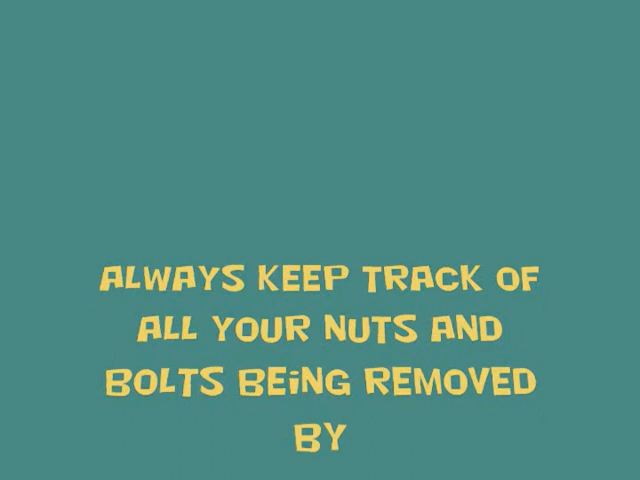 ALWAYS KEEP TRACK OF
ALL YOUR NUTS AND
BOLTS BEING REMOVED
BY